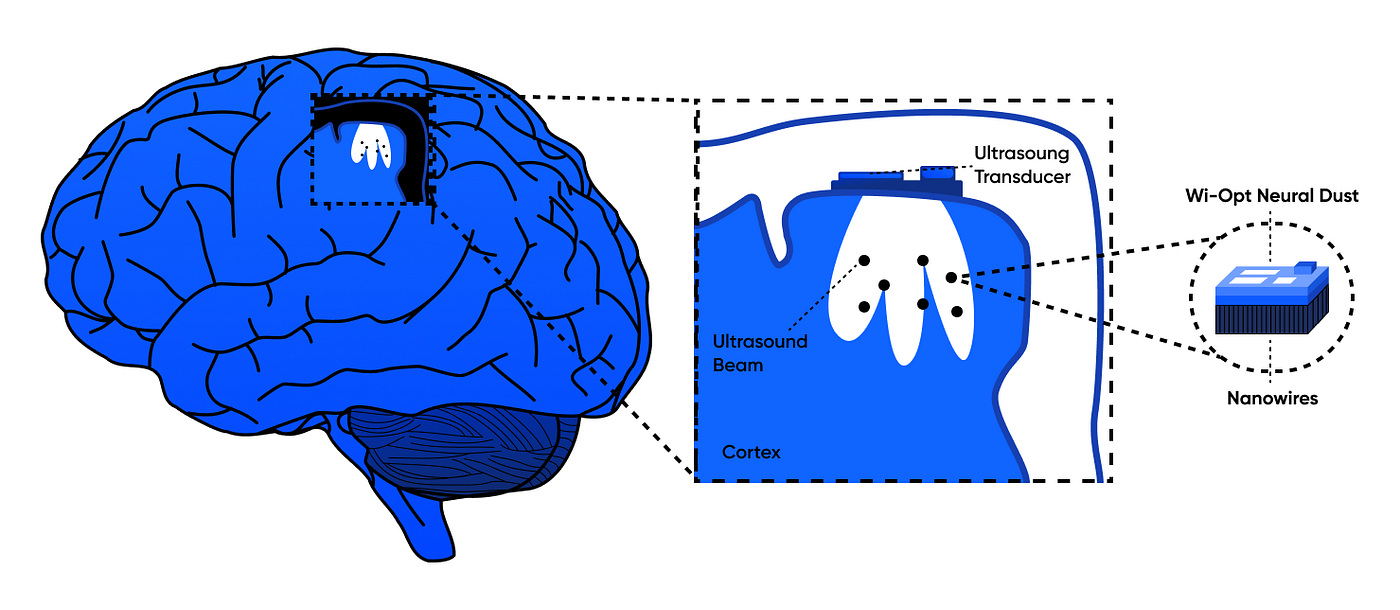 Ultrasoung
Transducer
Wi-Opt Neural Dust
Ultrasound
Beam
Nanowires
Cortex